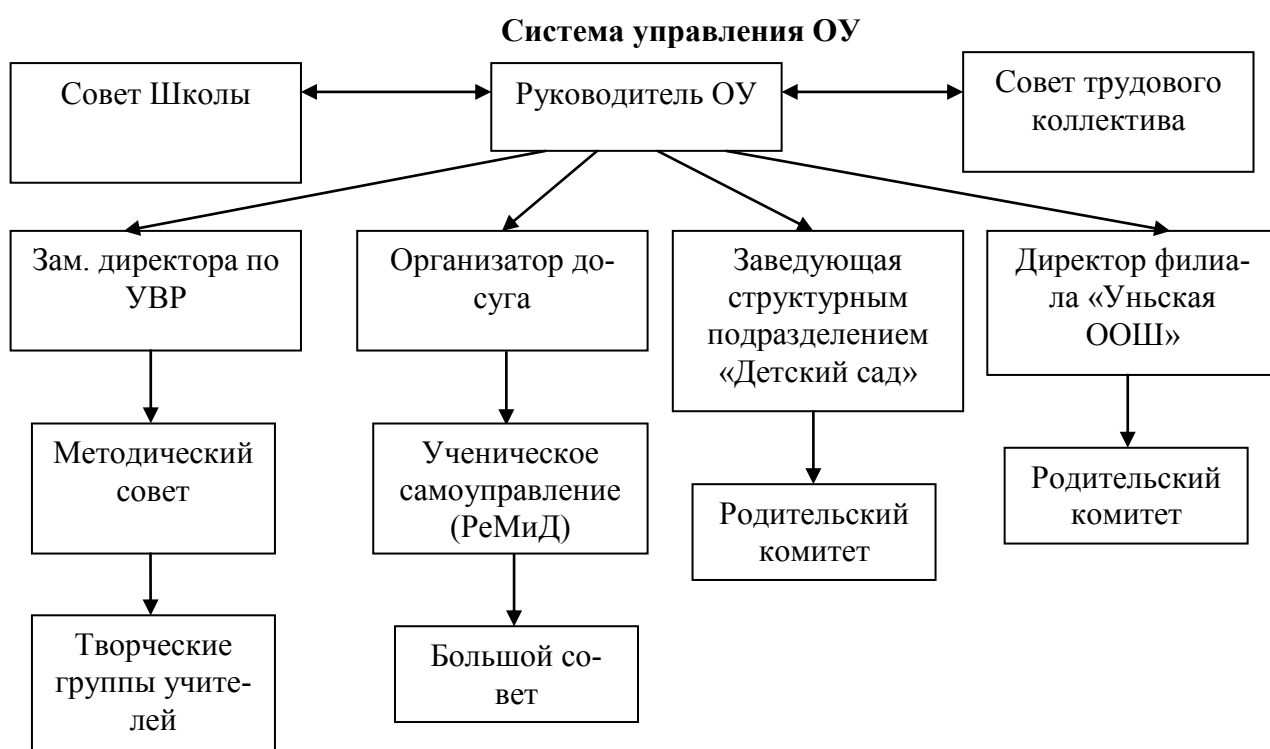 Система управления ОУ
Совет Школы
Руководитель ОУ
Совет трудового
коллектива
Зам. директора по
УВР
Организатор до-
суга
Заведующая
структурным
подразделением
«Детский сад»
Директор филиа-
ла «Уньская
ООШ»
Методический
совет
Ученическое
самоуправление
(РеМиД)
Родительский
комитет
Родительский
комитет
Творческие
группы учите-
лей
Большой со-
вет